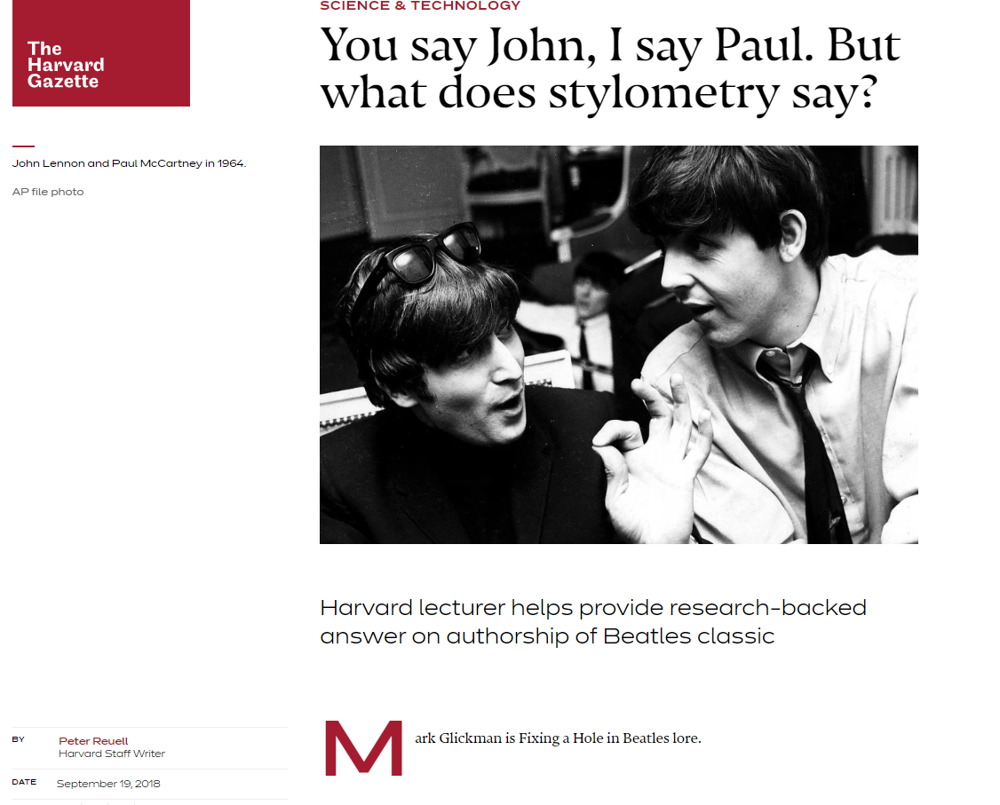 SCIENCE & TECHNOLOGY
The
Harvard
Gazette
You say John, I say Paul. But
what does stylometry say?
John Lennon and Paul McCartney in 1964.
AP file photo
Harvard lecturer helps provide research-backed
answer on authorship of Beatles classic
BY
Peter Reuell
Harvard Staff Writer
DATE
September 19, 2018
Mark Glickman is Fixing a Hole in Beatles lore.